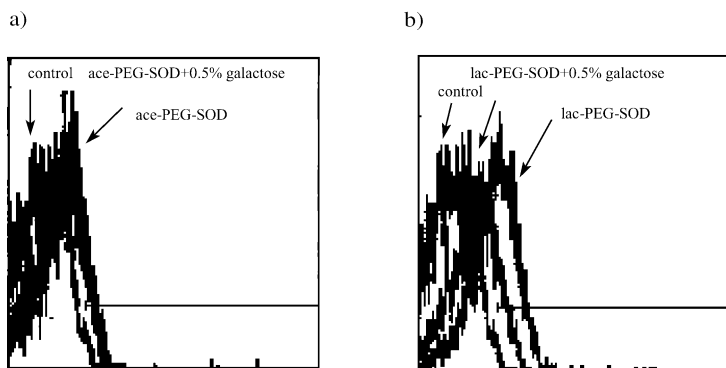 a)
control ace-PEG-SOD+0.5% galactose
ace-PEG-SOD
b)
lac-PEG-SOD+0.5% galactose
control
lac-PEG-SOD